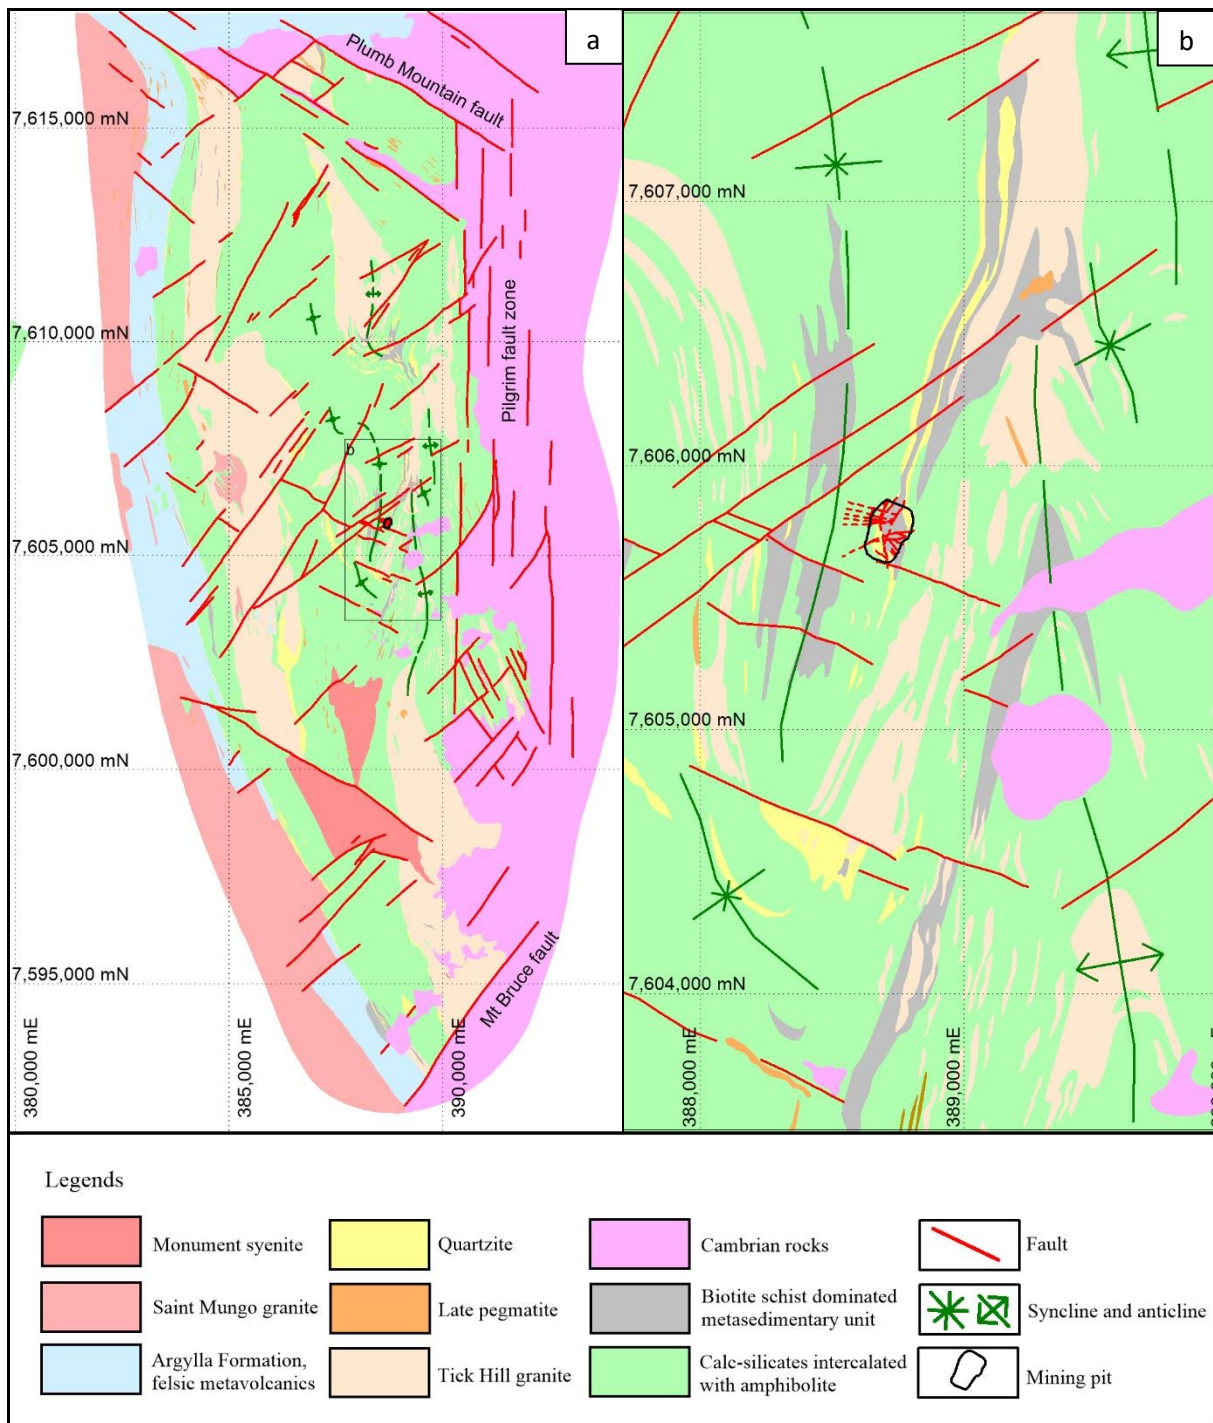 a
b
Plumb Mountain fault
7,615,000 mN
7,607,000 mN
Pilgrim fault zone
7,610,000 mN
b
7,606,000 mN
7,605,000 mN
7,605,000 mN
7,600,000 mN
7,604,000 mN
7,595,000 mN
Mt Bruce fault
380,000 mE
385,000 mE
390,000 mE
388,000 mE
389,000 mE
Legends
Monument syenite
Quartzite
Cambrian rocks
Fault
Saint Mungo granite
Late pegmatite
Biotite schist dominated
metasedimentary unit
Syncline and anticline
Argylla Formation,
felsic metavolcanics
Tick Hill granite
Calc-silicates intercalated
with amphibolite
Mining pit